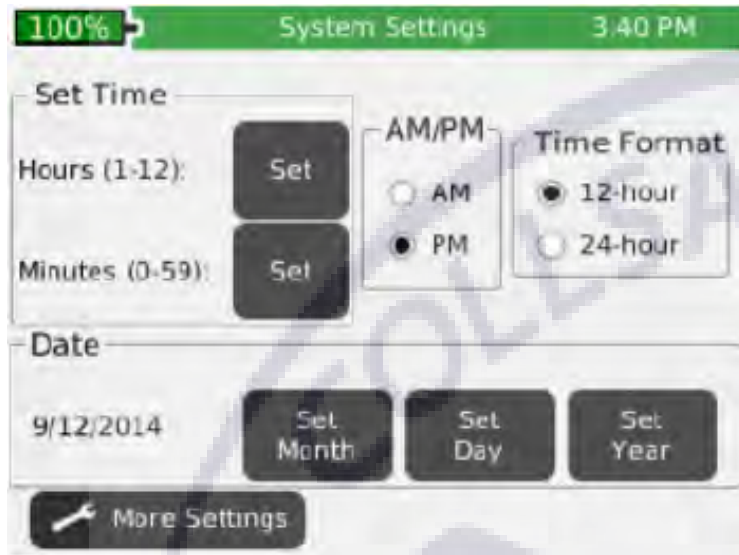 100% System Settings 3:40 PM
Set Time
AM/PM
Time Format
Hours (1-12): Set
AM
12-hour
PM
24-hour
Minutes (0-59): Set
Date
9/12/2014
Set Month
Set Day
Set Year
More Settings